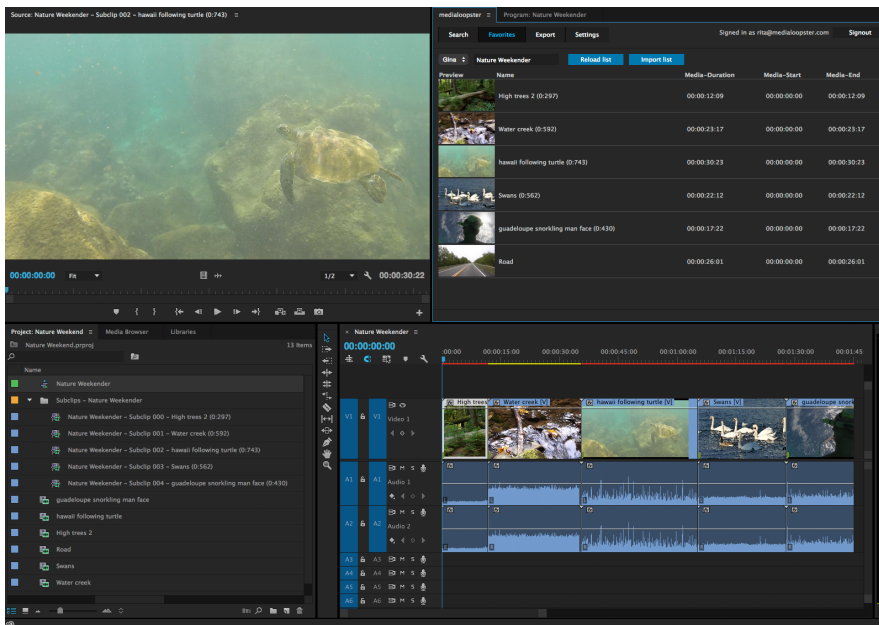 Source: Nature Weekender – Subclip 002 – hawaii following turtle (0:743)
00:00:00:00 Fit 1/2 00:00:30:22
medialoopster Program: Nature Weekender
Search Favorites Export Settings Signed in as rita@medialoopster.com Signout
Gina Nature Weekender Reload list Import list
Preview Name Media-Duration Media-Start Media-End
High trees 2 (0:297) 00:00:12:09 00:00:00:00 00:00:12:09
Water creek (0:592) 00:00:23:17 00:00:00:00 00:00:23:17
hawaii following turtle (0:743) 00:00:30:23 00:00:00:00 00:00:30:23
Swans (0:562) 00:00:22:12 00:00:00:00 00:00:22:12
guadeloupe snorkling man face (0:430) 00:00:17:22 00:00:00:00 00:00:17:22
Road 00:00:26:01 00:00:00:00 00:00:26:01
Project: Nature Weekend Media Browser Libraries
Nature Weekend.prproj 13 Items
Name
Nature Weekender
Subclips – Nature Weekender
Nature Weekender – Subclip 000 – High trees 2 (0:297)
Nature Weekender – Subclip 001 – Water creek (0:592)
Nature Weekender – Subclip 002 – hawaii following turtle (0:743)
Nature Weekender – Subclip 003 – Swans (0:562)
Nature Weekender – Subclip 004 – guadeloupe snorkling man face (0:430)
guadeloupe snorkling man face
hawaii following turtle
High trees 2
Road
Swans
Water creek
× Nature Weekender
00:00:00:00
:00:00 00:00:15:00 00:00:30:00 00:00:45:00 00:01:00:00 00:01:15:00 00:01:30:00 00:01:45
High trees Water creek [V] hawaii following turtle [V] Swans [V] guadeloupe snork
V1 V1 Video 1
A1 A1 M S
Audio 1
A2 A2 M S
Audio 2
A3 A3 M S
A4 A4 M S
A5 A5 M S
A6 A6 M S